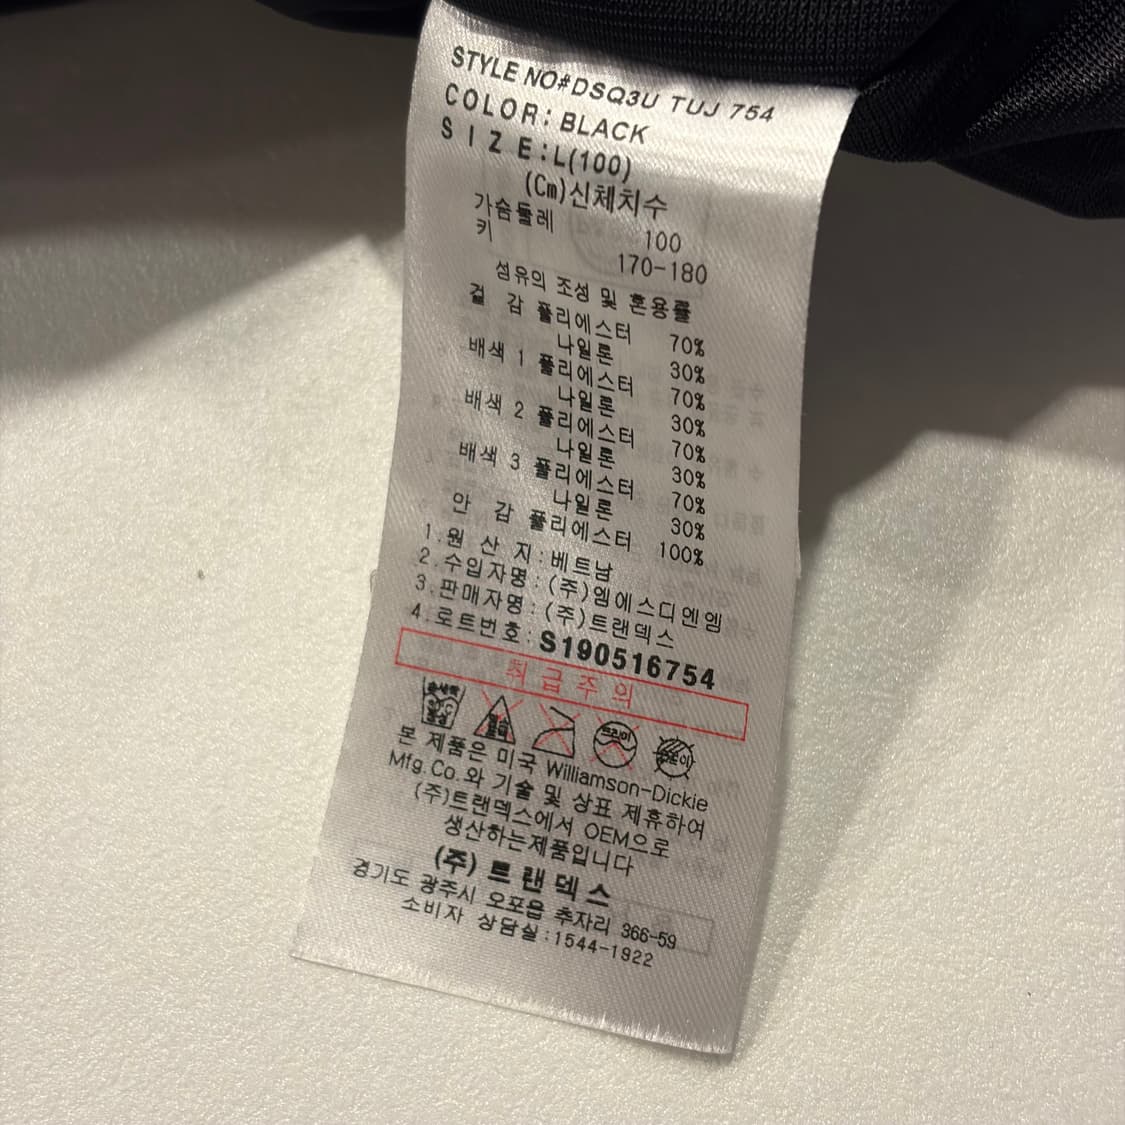 STYLE NO#DSQ3U TUJ 754
COLOR: BLACK
SIZE:L(100)
(Cm)신체치수
가슴둘레 100
키 170-180
섬유의 조성 및 혼용률
겉 감 폴리에스터 70%
나일론 30%
배색 1 폴리에스터 70%
나일론 30%
배색 2 폴리에스터 70%
나일론 30%
배색 3 폴리에스터 70%
나일론 30%
안 감 폴리에스터 100%
1.원 산 지:베트남
2.수입자명:(주)엠에스디엔엠
3.판매자명:(주)트랜덱스
4.로트번호:S190516754
취급주의
본 제품은 미국 Williamson-Dickie
Mfg.Co.와 기술 및 상표 제휴하여
(주)트랜덱스에서 OEM으로
생산하는제품입니다
(주) 트랜덱스
경기도 광주시 오포읍 추자리 366-59
소비자 상담실:1544-1922